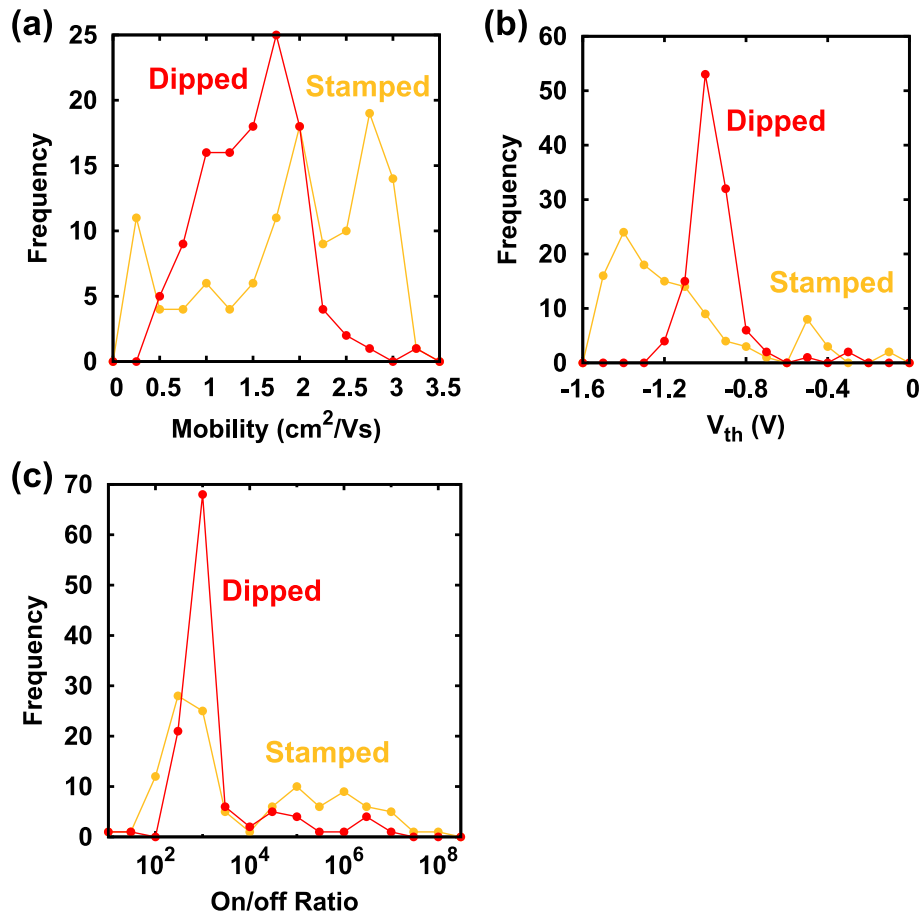 (a)
25
20
15
10
5
0
Frequency
Dipped
Stamped
0 0.5 1 1.5 2 2.5 3 3.5
Mobility (cm²/Vs)
(b)
60
50
40
30
20
10
0
Frequency
Dipped
Stamped
-1.6 -1.2 -0.8 -0.4 0
V_th (V)
(c)
70
60
50
40
30
20
10
0
Frequency
Dipped
Stamped
10² 10⁴ 10⁶ 10⁸
On/off Ratio